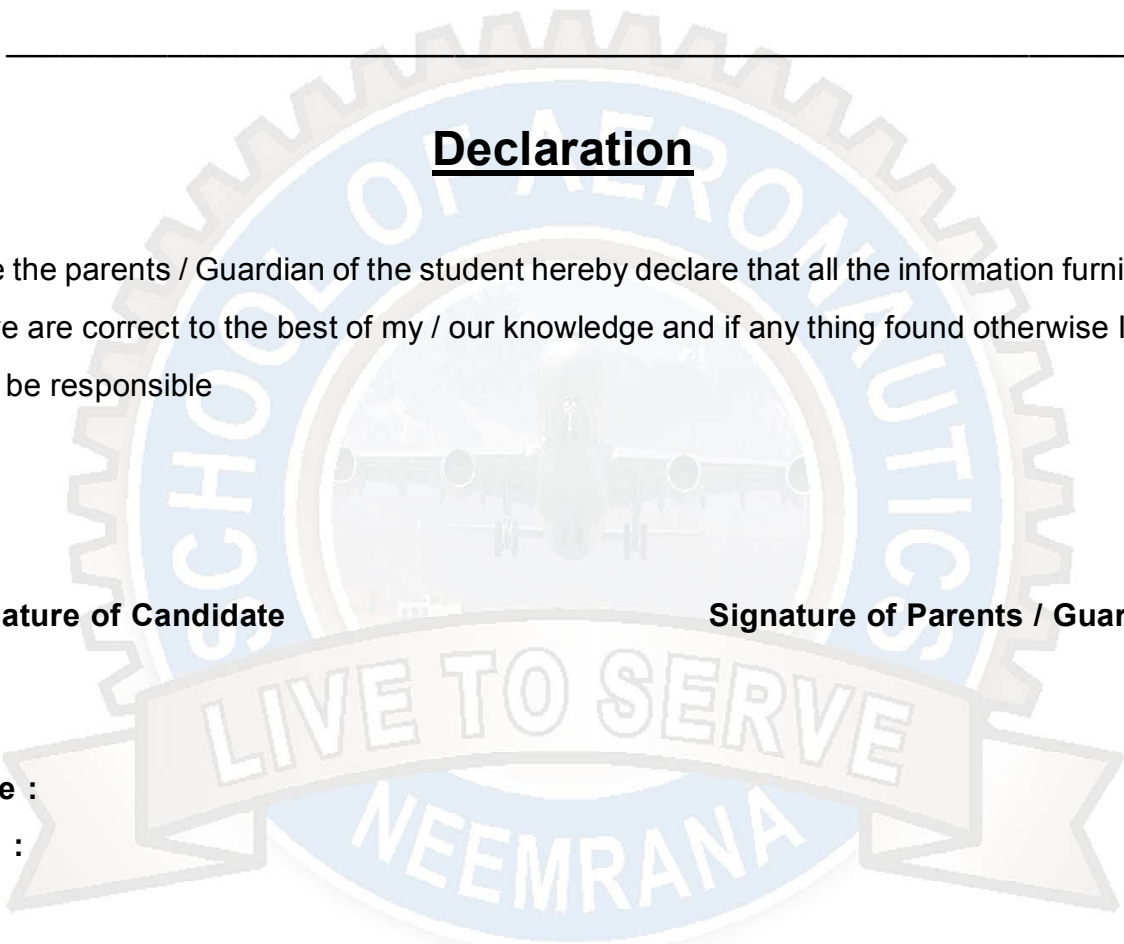 Declaration
e the parents / Guardian of the student hereby declare that all the information furni
e are correct to the best of my / our knowledge and if any thing found otherwise I
be responsible
ature of Candidate Signature of Parents / Guar
e :
:
SCHOOL OF AERONAUTICS
LIVE TO SERVE
NEEMRANA